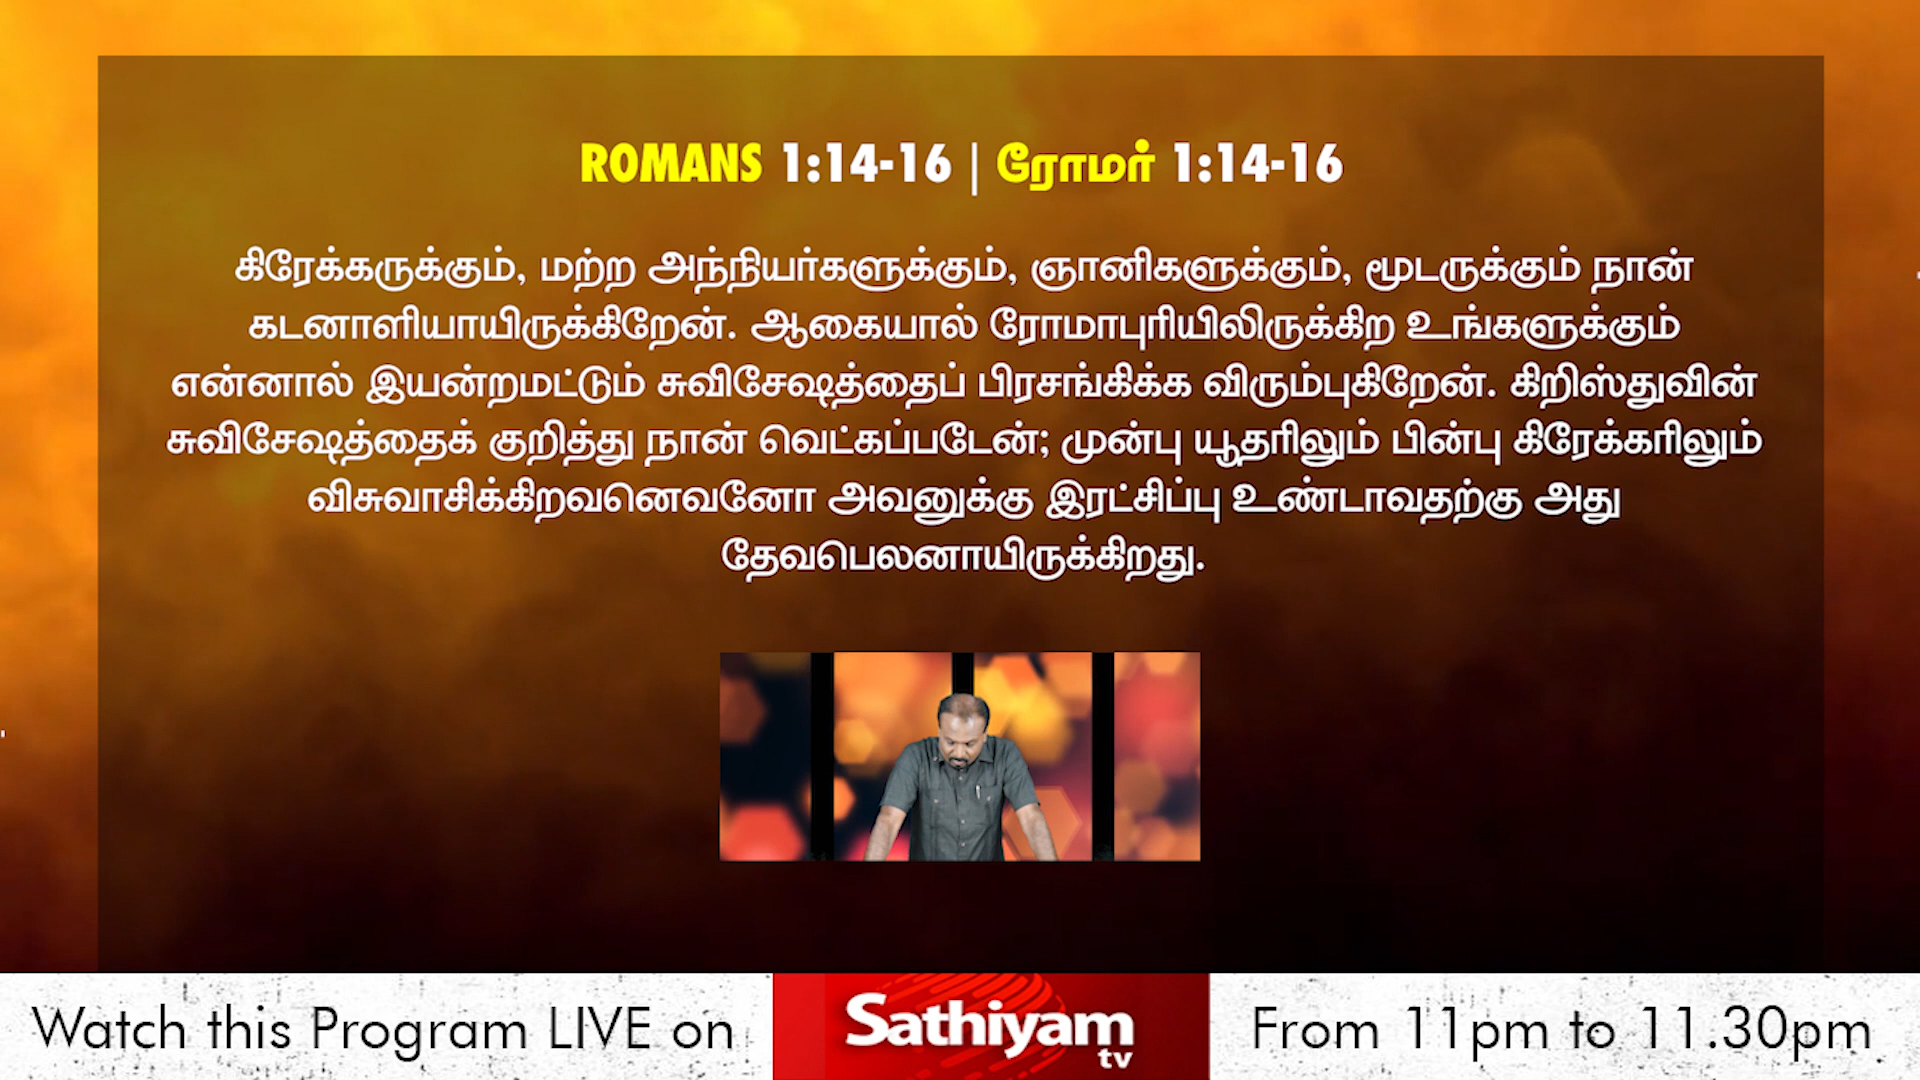 ROMANS 1:14-16 | ரோமர் 1:14-16
கிரேக்கருக்கும், மற்ற அந்நியர்களுக்கும், ஞானிகளுக்கும், மூடருக்கும் நான்
கடனாளியாயிருக்கிறேன். ஆகையால் ரோமாபுரியிலிருக்கிற உங்களுக்கும்
என்னால் இயன்றமட்டும் சுவிசேஷத்தைப் பிரசங்கிக்க விரும்புகிறேன். கிறிஸ்துவின்
சுவிசேஷத்தைக் குறித்து நான் வெட்கப்படேன்; முன்பு யூதரிலும் பின்பு கிரேக்கரிலும்
விசுவாசிக்கிறவனெவனோ அவனுக்கு இரட்சிப்பு உண்டாவதற்கு அது
தேவபெலனாயிருக்கிறது.
Watch this Program LIVE on
Sathiyam
tv
From 11pm to 11.30pm